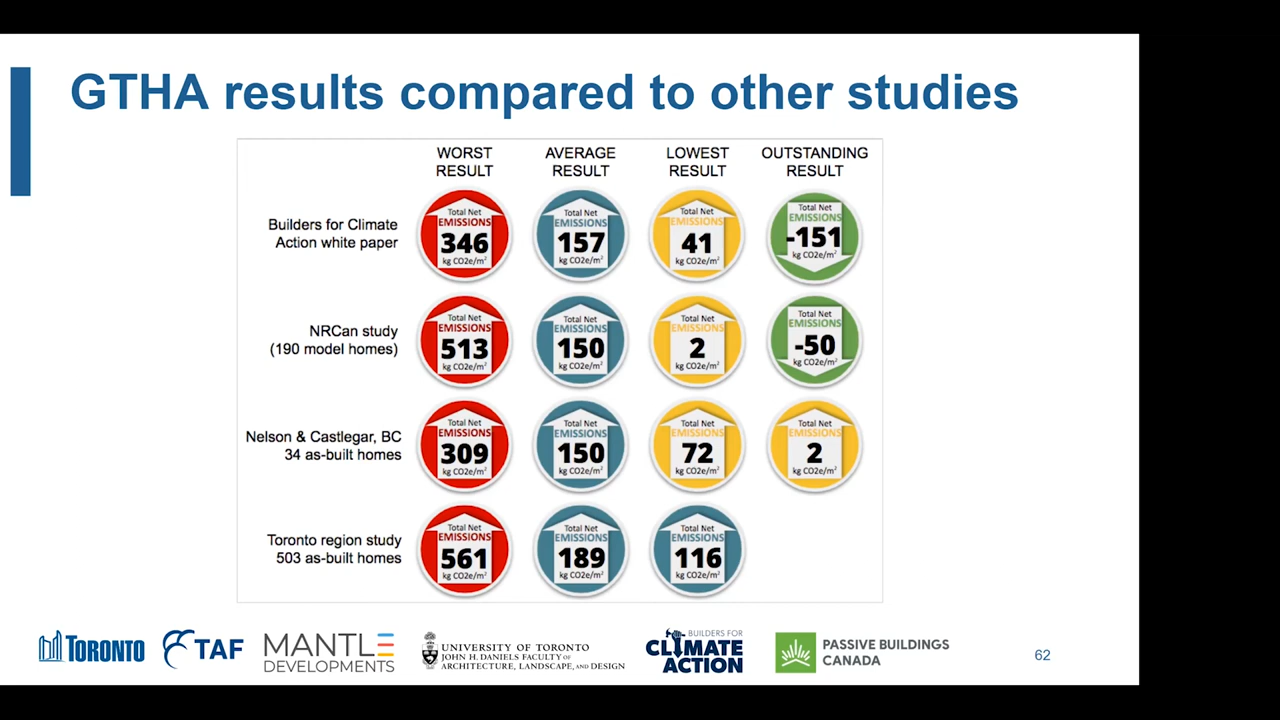 GTHA results compared to other studies
WORST RESULT
AVERAGE RESULT
LOWEST RESULT
OUTSTANDING RESULT
Builders for Climate
Action white paper
Total Net
EMISSIONS
346
kg CO2e/m²
Total Net
EMISSIONS
157
kg CO2e/m²
Total Net
EMISSIONS
41
kg CO2e/m²
Total Net
EMISSIONS
-151
kg CO2e/m²
NRCan study
(190 model homes)
Total Net
EMISSIONS
513
kg CO2e/m²
Total Net
EMISSIONS
150
kg CO2e/m²
Total Net
EMISSIONS
2
kg CO2e/m²
Total Net
EMISSIONS
-50
kg CO2e/m²
Nelson & Castlegar, BC
34 as-built homes
Total Net
EMISSIONS
309
kg CO2e/m²
Total Net
EMISSIONS
150
kg CO2e/m²
Total Net
EMISSIONS
72
kg CO2e/m²
Total Net
EMISSIONS
2
kg CO2e/m²
Toronto region study
503 as-built homes
Total Net
EMISSIONS
561
kg CO2e/m²
Total Net
EMISSIONS
189
kg CO2e/m²
Total Net
EMISSIONS
116
kg CO2e/m²
TORONTO
TAF
MANTLE
DEVELOPMENTS
UNIVERSITY OF TORONTO
JOHN H. DANIELS FACULTY OF
ARCHITECTURE, LANDSCAPE, AND DESIGN
BUILDERS FOR
CLIMATE
ACTION
PASSIVE BUILDINGS
CANADA
62